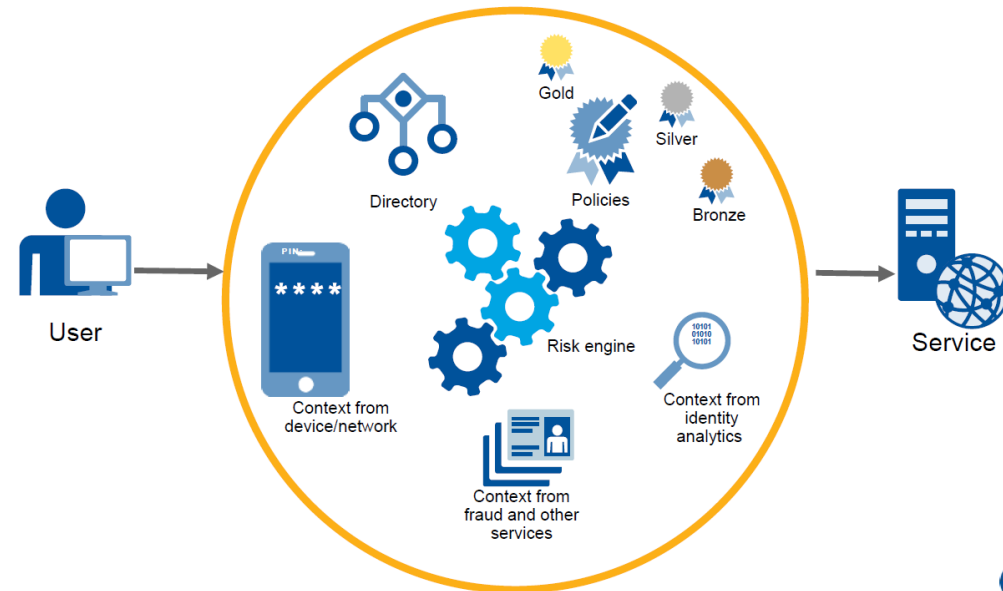 Gold
Silver
Directory
Policies
Bronze
PIN
****
User
10101
01010
10101
Service
Risk engine
Context from
device/network
Context from
identity
analytics
Context from
fraud and other
services